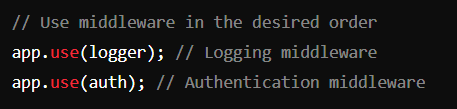 // Use middleware in the desired order
app.use(logger); // Logging middleware
app.use(auth); // Authentication middleware